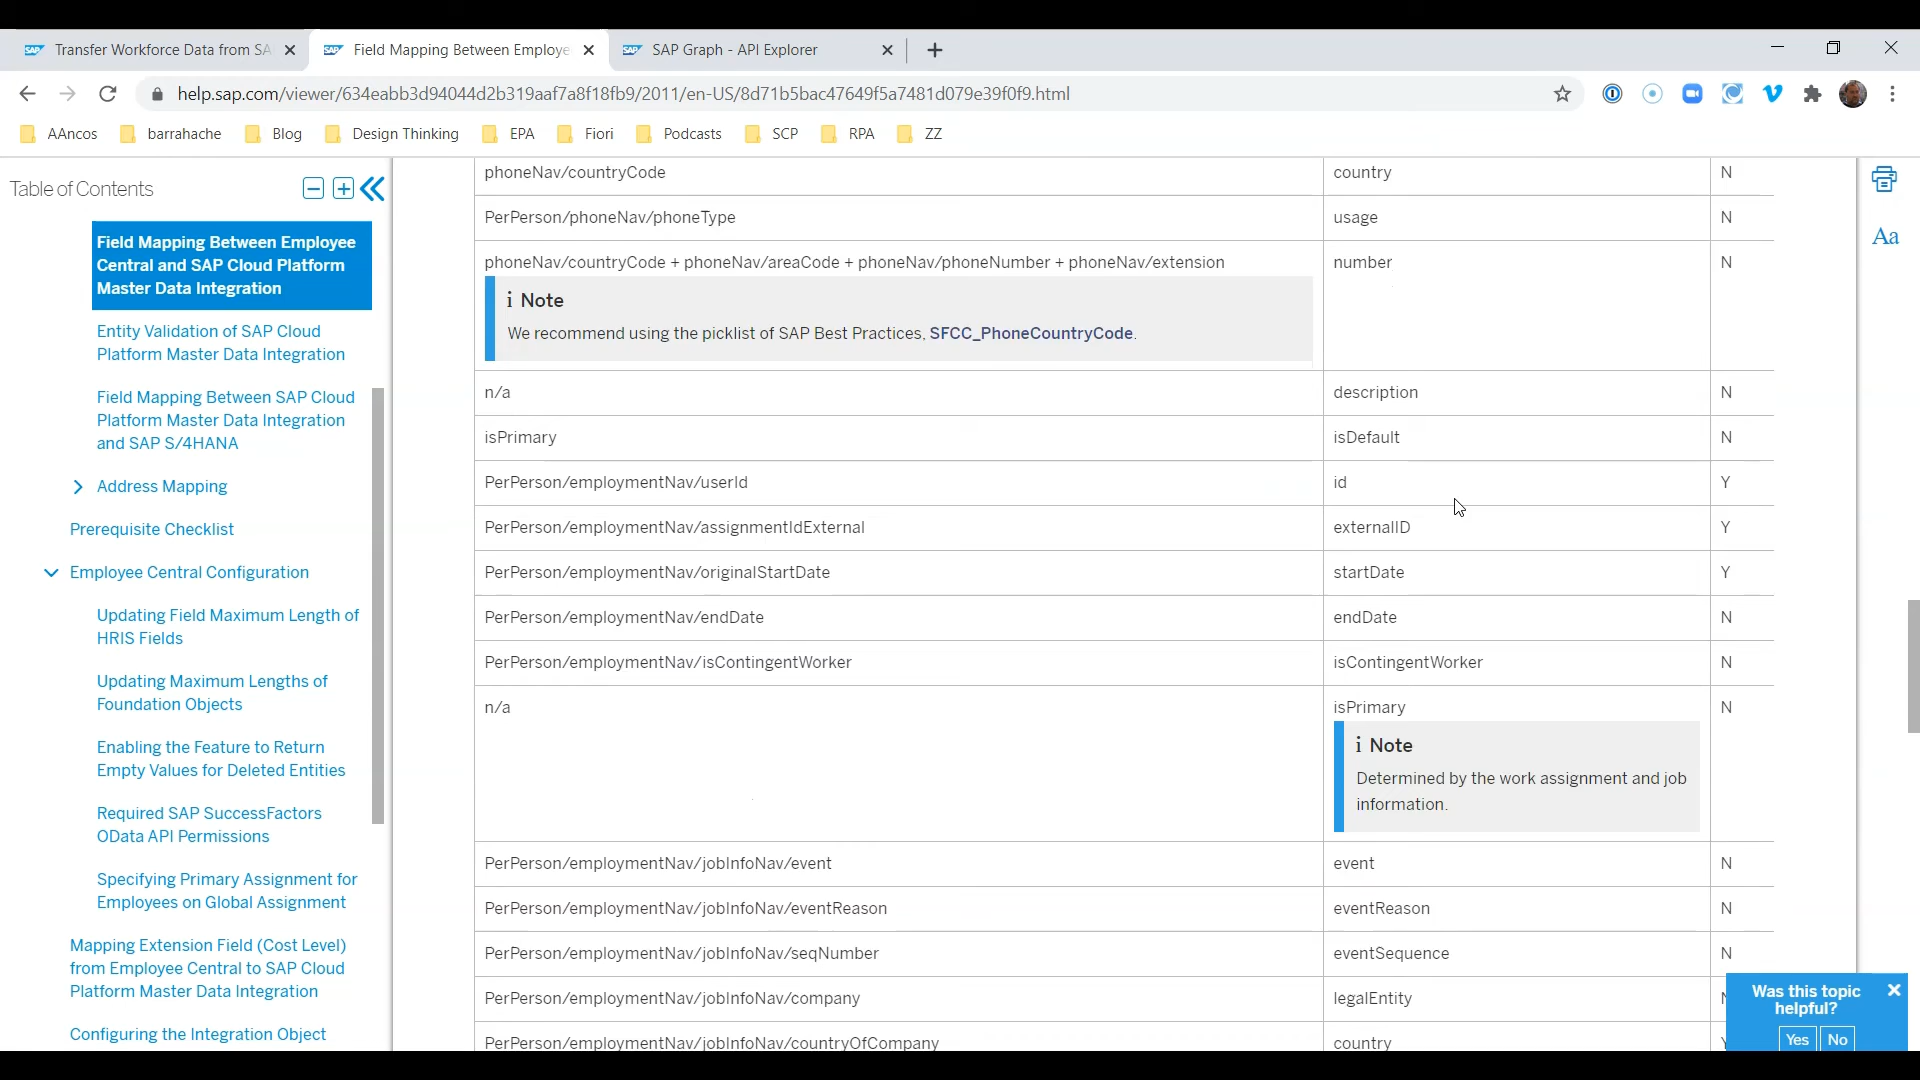 SAP Transfer Workforce Data from SA
SAP Field Mapping Between Employe
SAP SAP Graph - API Explorer
help.sap.com/viewer/634eabb3d94044d2b319aaf7a8f18fb9/2011/en-US/8d71b5bac47649f5a7481d079e39f0f9.html
AAncos barrahache Blog Design Thinking EPA Fiori Podcasts SCP RPA ZZ
Table of Contents
Field Mapping Between Employee
Central and SAP Cloud Platform
Master Data Integration
Entity Validation of SAP Cloud
Platform Master Data Integration
Field Mapping Between SAP Cloud
Platform Master Data Integration
and SAP S/4HANA
Address Mapping
Prerequisite Checklist
Employee Central Configuration
Updating Field Maximum Length of
HRIS Fields
Updating Maximum Lengths of
Foundation Objects
Enabling the Feature to Return
Empty Values for Deleted Entities
Required SAP SuccessFactors
OData API Permissions
Specifying Primary Assignment for
Employees on Global Assignment
Mapping Extension Field (Cost Level)
from Employee Central to SAP Cloud
Platform Master Data Integration
Configuring the Integration Object
phoneNav/countryCode country N
PerPerson/phoneNav/phoneType usage N
phoneNav/countryCode + phoneNav/areaCode + phoneNav/phoneNumber + phoneNav/extension number N
i Note
We recommend using the picklist of SAP Best Practices, SFCC_PhoneCountryCode.
n/a description N
isPrimary isDefault N
PerPerson/employmentNav/userId id Y
PerPerson/employmentNav/assignmentIdExternal externalID Y
PerPerson/employmentNav/originalStartDate startDate Y
PerPerson/employmentNav/endDate endDate N
PerPerson/employmentNav/isContingentWorker isContingentWorker N
n/a isPrimary N
i Note
Determined by the work assignment and job
information.
PerPerson/employmentNav/jobInfoNav/event event N
PerPerson/employmentNav/jobInfoNav/eventReason eventReason N
PerPerson/employmentNav/jobInfoNav/seqNumber eventSequence N
PerPerson/employmentNav/jobInfoNav/company legalEntity
PerPerson/employmentNav/jobInfoNav/countryOfCompany country
Aa
Was this topic
helpful?
Yes No